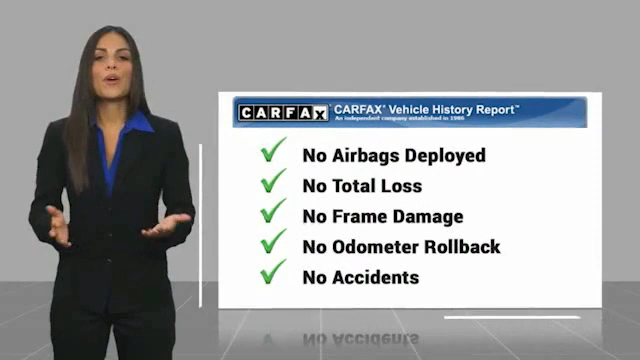 CARFAX CARFAX® Vehicle History Report™
An independent company established in 1986
No Airbags Deployed
No Total Loss
No Frame Damage
No Odometer Rollback
No Accidents